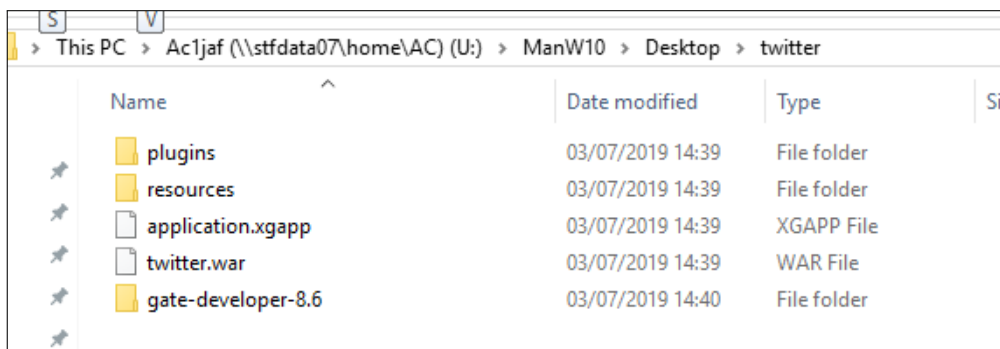 S V
This PC > Ac1jaf (\\stfdata07\home\AC) (U:) > ManW10 > Desktop > twitter
Name Date modified Type Si
plugins 03/07/2019 14:39 File folder
resources 03/07/2019 14:39 File folder
application.xgapp 03/07/2019 14:39 XGAPP File
twitter.war 03/07/2019 14:39 WAR File
gate-developer-8.6 03/07/2019 14:40 File folder